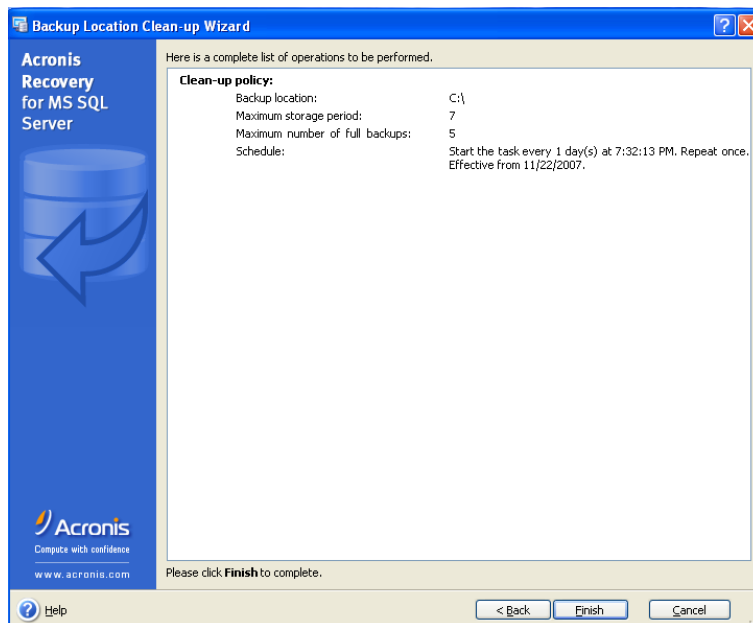 Backup Location Clean-up Wizard
Acronis
Recovery
for MS SQL
Server
Here is a complete list of operations to be performed.
Clean-up policy:
Backup location: C:\
Maximum storage period: 7
Maximum number of full backups: 5
Schedule: Start the task every 1 day(s) at 7:32:13 PM. Repeat once.
Effective from 11/22/2007.
Acronis
Compute with confidence
www.acronis.com
Please click Finish to complete.
Help
< Back
Finish
Cancel